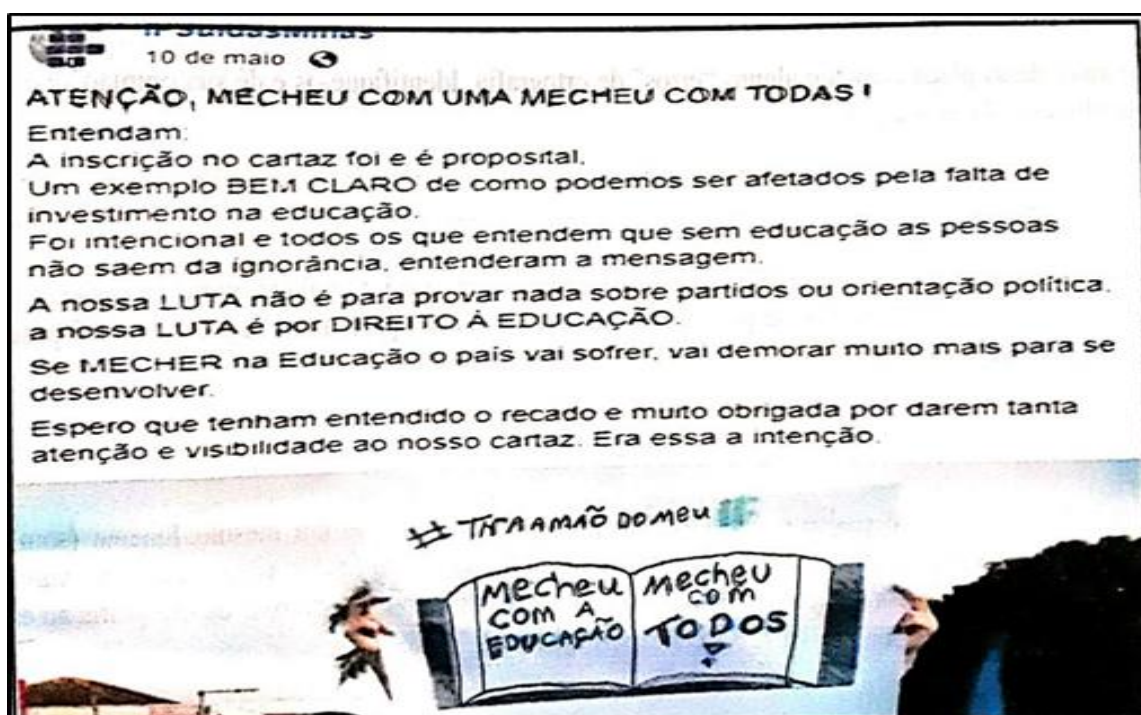 IFSuldasMinas
10 de maio
ATENÇÃO, MECHEU COM UMA MECHEU COM TODAS!
Entendam:
A inscrição no cartaz foi e é proposital.
Um exemplo BEM CLARO de como podemos ser afetados pela falta de
investimento na educação.
Foi intencional e todos os que entendem que sem educação as pessoas
não saem da ignorância, entenderam a mensagem.
A nossa LUTA não é para provar nada sobre partidos ou orientação política,
a nossa LUTA é por DIREITO Á EDUCAÇÃO.
Se MECHER na Educação o país vai sofrer, vai demorar muito mais para se
desenvolver.
Espero que tenham entendido o recado e muito obrigada por darem tanta
atenção e visibilidade ao nosso cartaz. Era essa a intenção.
# TIRA A MÃO DO MEU IF
MecheU
COM A
EDUCAÇÃO
MecheU
COM
TODOS